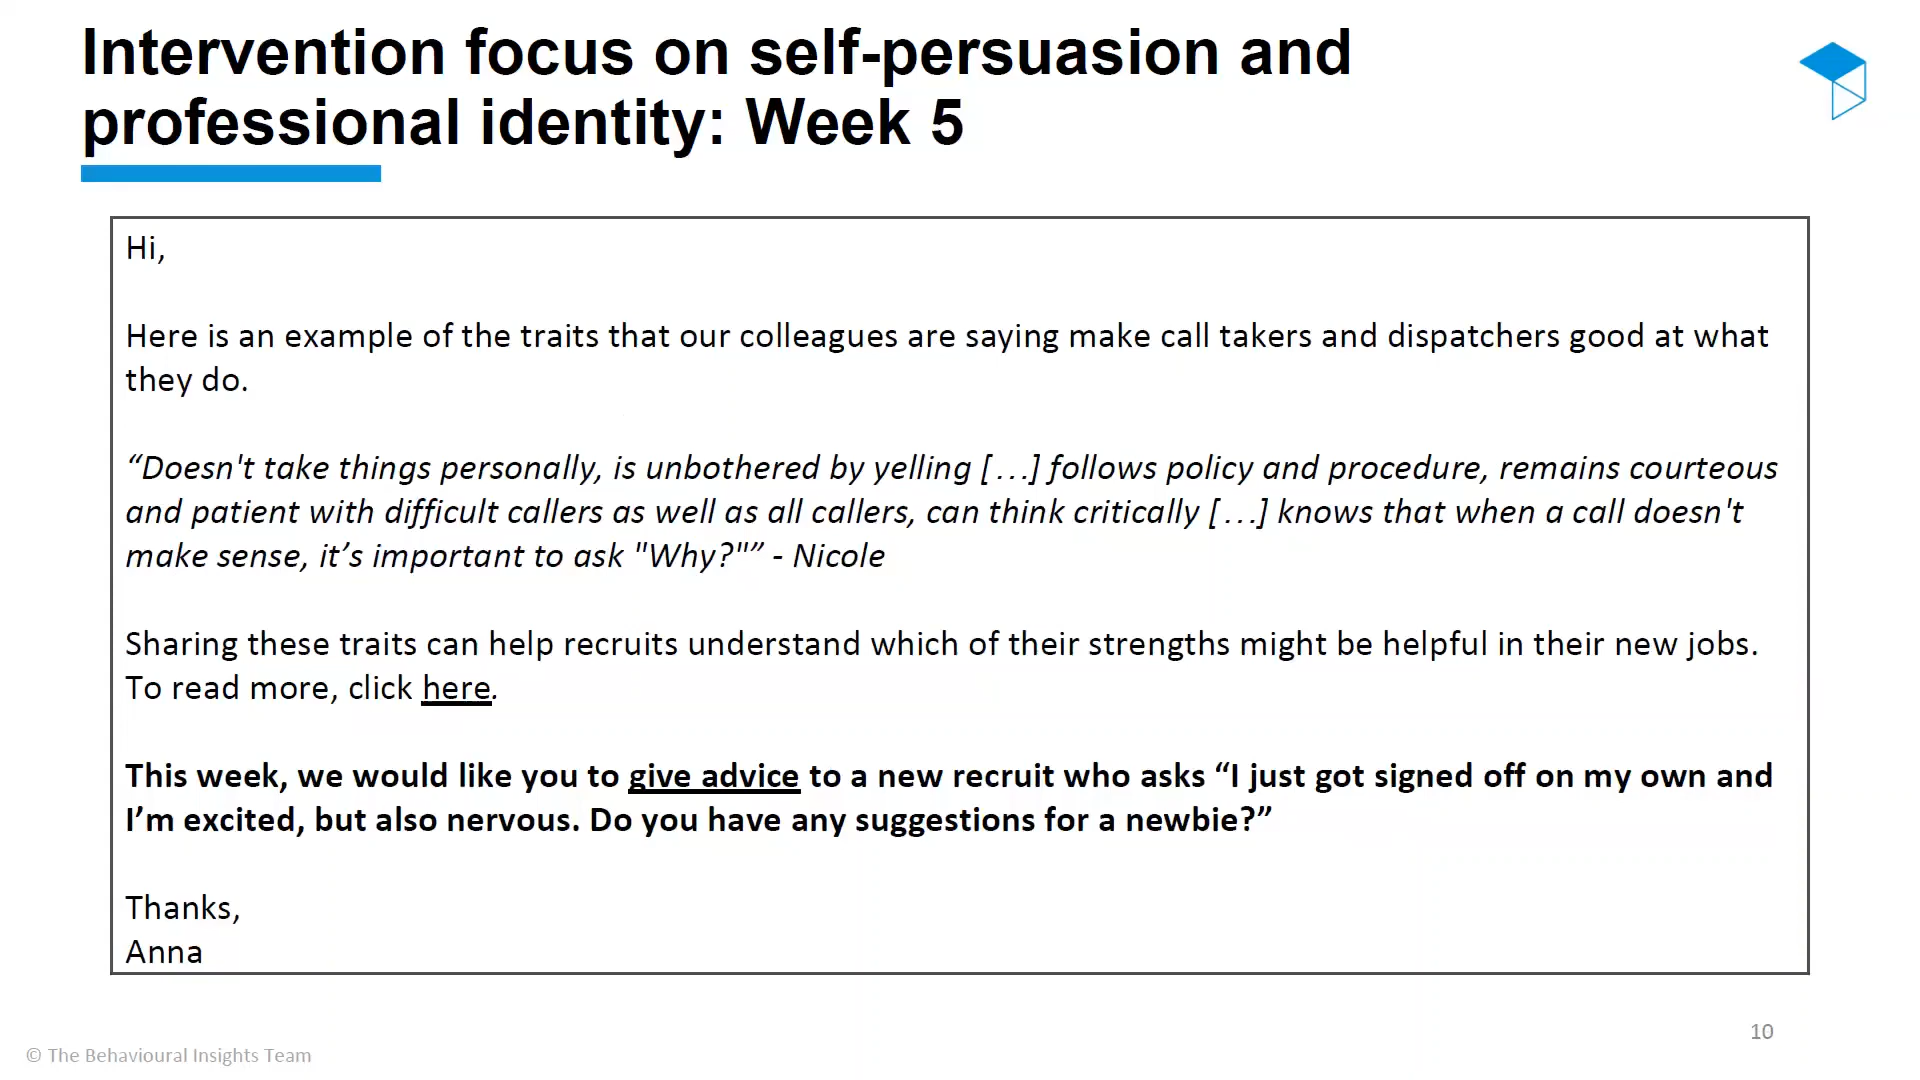 Intervention focus on self-persuasion and
professional identity: Week 5
Hi,
Here is an example of the traits that our colleagues are saying make call takers and dispatchers good at what
they do.
“Doesn't take things personally, is unbothered by yelling […] follows policy and procedure, remains courteous
and patient with difficult callers as well as all callers, can think critically […] knows that when a call doesn't
make sense, it’s important to ask "Why?"” - Nicole
Sharing these traits can help recruits understand which of their strengths might be helpful in their new jobs.
To read more, click here.
This week, we would like you to give advice to a new recruit who asks “I just got signed off on my own and
I’m excited, but also nervous. Do you have any suggestions for a newbie?”
Thanks,
Anna
10
© The Behavioural Insights Team